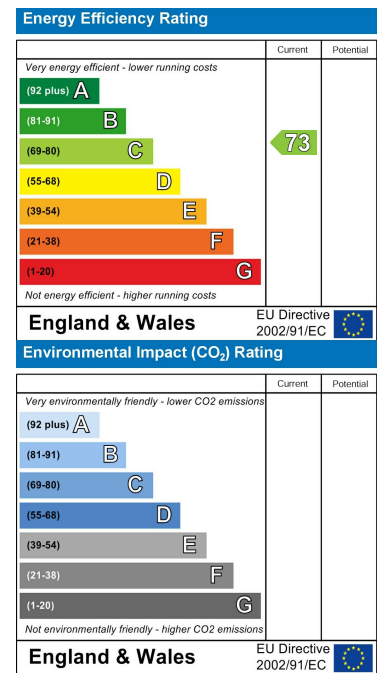 Energy Efficiency Rating
Current Potential
Very energy efficient - lower running costs
(92 plus) A
(81-91) B
(69-80) C
73
(55-68) D
(39-54) E
(21-38) F
(1-20) G
Not energy efficient - higher running costs
England & Wales
EU Directive
2002/91/EC
Environmental Impact (CO₂) Rating
Current Potential
Very environmentally friendly - lower CO2 emissions
(92 plus) A
(81-91) B
(69-80) C
(55-68) D
(39-54) E
(21-38) F
(1-20) G
Not environmentally friendly - higher CO2 emissions
England & Wales
EU Directive
2002/91/EC